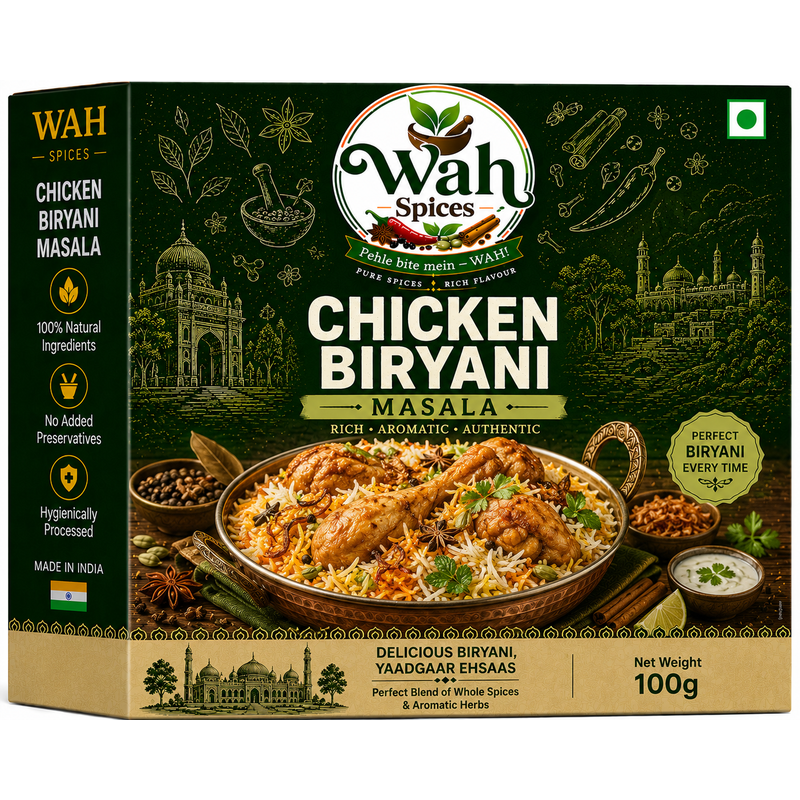 WAH
SPICES
CHICKEN
BIRYANI
MASALA
100% Natural
Ingredients
No Added
Preservatives
Hygienically
Processed
MADE IN INDIA
Wah
Spices
Pehle bite mein – WAH!
PURE SPICES RICH FLAVOUR
CHICKEN
BIRYANI
MASALA
RICH • AROMATIC • AUTHENTIC
PERFECT
BIRYANI
EVERY TIME
DELICIOUS BIRYANI,
YAADGAAR EHSAAS
Perfect Blend of Whole Spices
& Aromatic Herbs
Net Weight
100g